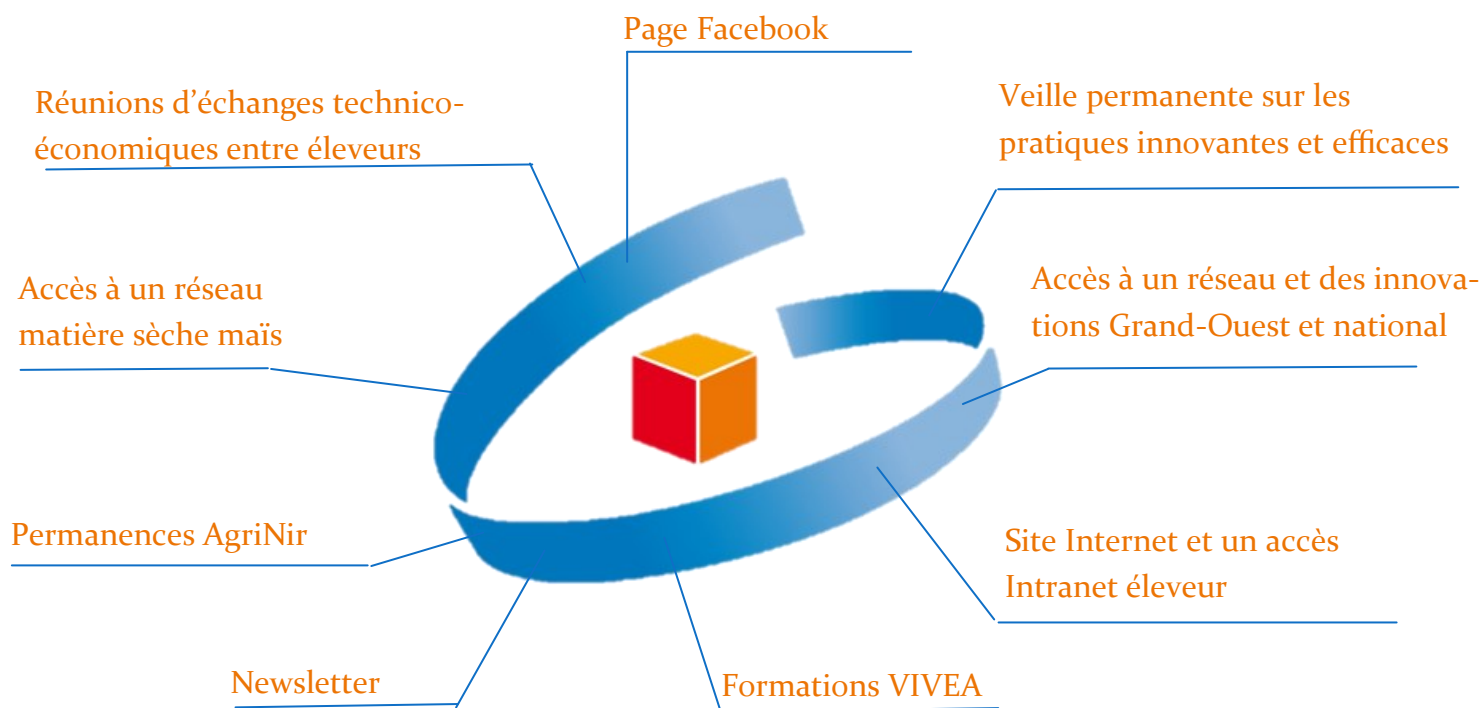 Page Facebook
Réunions d'échanges technico-
économiques entre éleveurs
Veille permanente sur les
pratiques innovantes et efficaces
Accès à un réseau
matière sèche maïs
Accès à un réseau et des innova-
tions Grand-Ouest et national
Permanences AgriNir
Site Internet et un accès
Intranet éleveur
Newsletter
Formations VIVEA